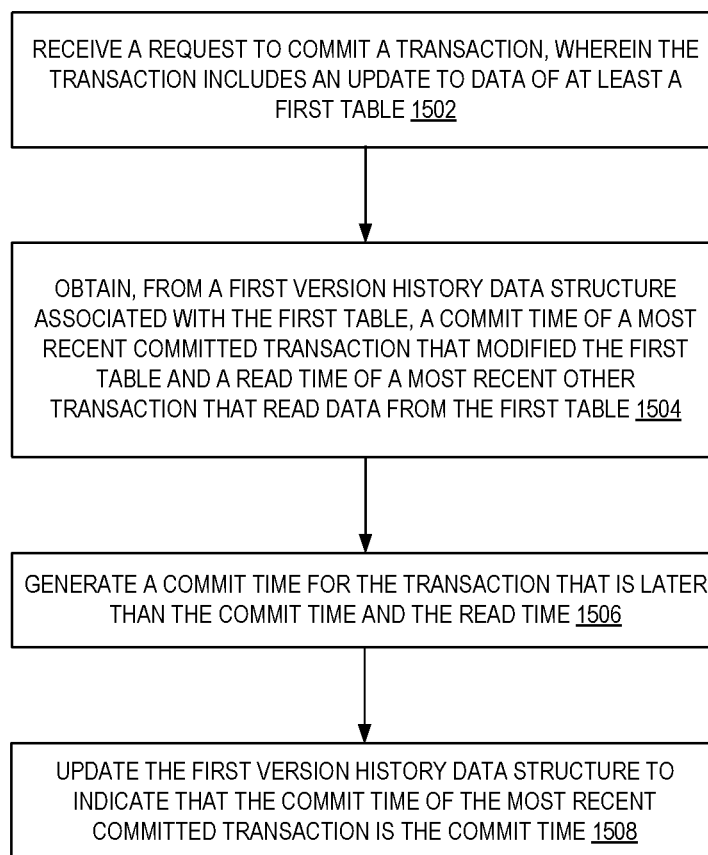 RECEIVE A REQUEST TO COMMIT A TRANSACTION, WHEREIN THE
TRANSACTION INCLUDES AN UPDATE TO DATA OF AT LEAST A
FIRST TABLE 1502
OBTAIN, FROM A FIRST VERSION HISTORY DATA STRUCTURE
ASSOCIATED WITH THE FIRST TABLE, A COMMIT TIME OF A MOST
RECENT COMMITTED TRANSACTION THAT MODIFIED THE FIRST
TABLE AND A READ TIME OF A MOST RECENT OTHER
TRANSACTION THAT READ DATA FROM THE FIRST TABLE 1504
GENERATE A COMMIT TIME FOR THE TRANSACTION THAT IS LATER
THAN THE COMMIT TIME AND THE READ TIME 1506
UPDATE THE FIRST VERSION HISTORY DATA STRUCTURE TO
INDICATE THAT THE COMMIT TIME OF THE MOST RECENT
COMMITTED TRANSACTION IS THE COMMIT TIME 1508